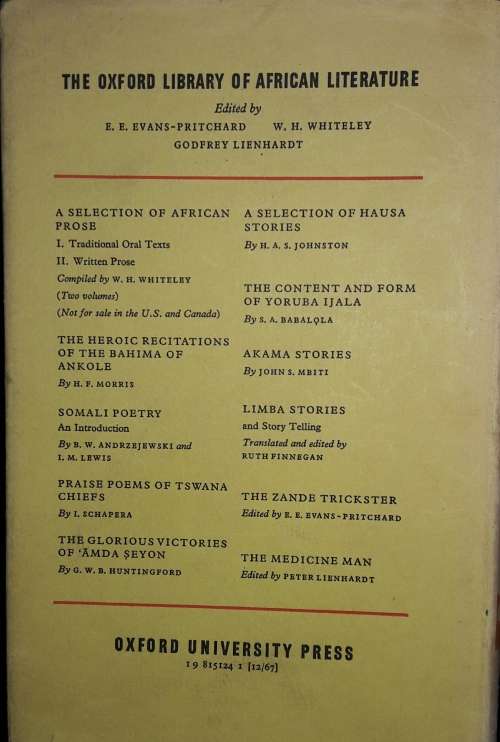 THE OXFORD LIBRARY OF AFRICAN LITERATURE
Edited by
E. E. EVANS-PRITCHARD W. H. WHITELEY
GODFREY LIENHARDT
A SELECTION OF AFRICAN
PROSE
I. Traditional Oral Texts
II. Written Prose
Compiled by W. H. WHITELEY
(Two volumes)
(Not for sale in the U.S. and Canada)
THE HEROIC RECITATIONS
OF THE BAHIMA OF
ANKOLE
By H. F. MORRIS
SOMALI POETRY
An Introduction
By B. W. ANDRZEJEWSKI and
I. M. LEWIS
PRAISE POEMS OF TSWANA
CHIEFS
By I. SCHAPERA
THE GLORIOUS VICTORIES
OF ʻĀMDA ṢEYON
By G. W. B. HUNTINGFORD
A SELECTION OF HAUSA
STORIES
By H. A. S. JOHNSTON
THE CONTENT AND FORM
OF YORUBA IJALA
By S. A. BABALỌLA
AKAMA STORIES
By JOHN S. MBITI
LIMBA STORIES
and Story Telling
Translated and edited by
RUTH FINNEGAN
THE ZANDE TRICKSTER
Edited by E. E. EVANS-PRITCHARD
THE MEDICINE MAN
Edited by PETER LIENHARDT
OXFORD UNIVERSITY PRESS
19 815124 1 [12/67]